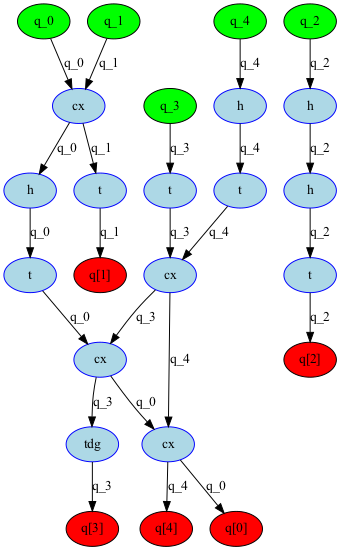 q_0 q_1 q_4 q_2
q_0 q_1 q_4 q_2
cx q_3 h h
q_0 q_1 q_3 q_4 q_2
h t t t h
q_0 q_1 q_3 q_4 q_2
t q[1] cx t
q_0 q_3 q_4 q_2
cx q[2]
q_3 q_0
tdg cx
q_3 q_4 q_0
q[3] q[4] q[0]